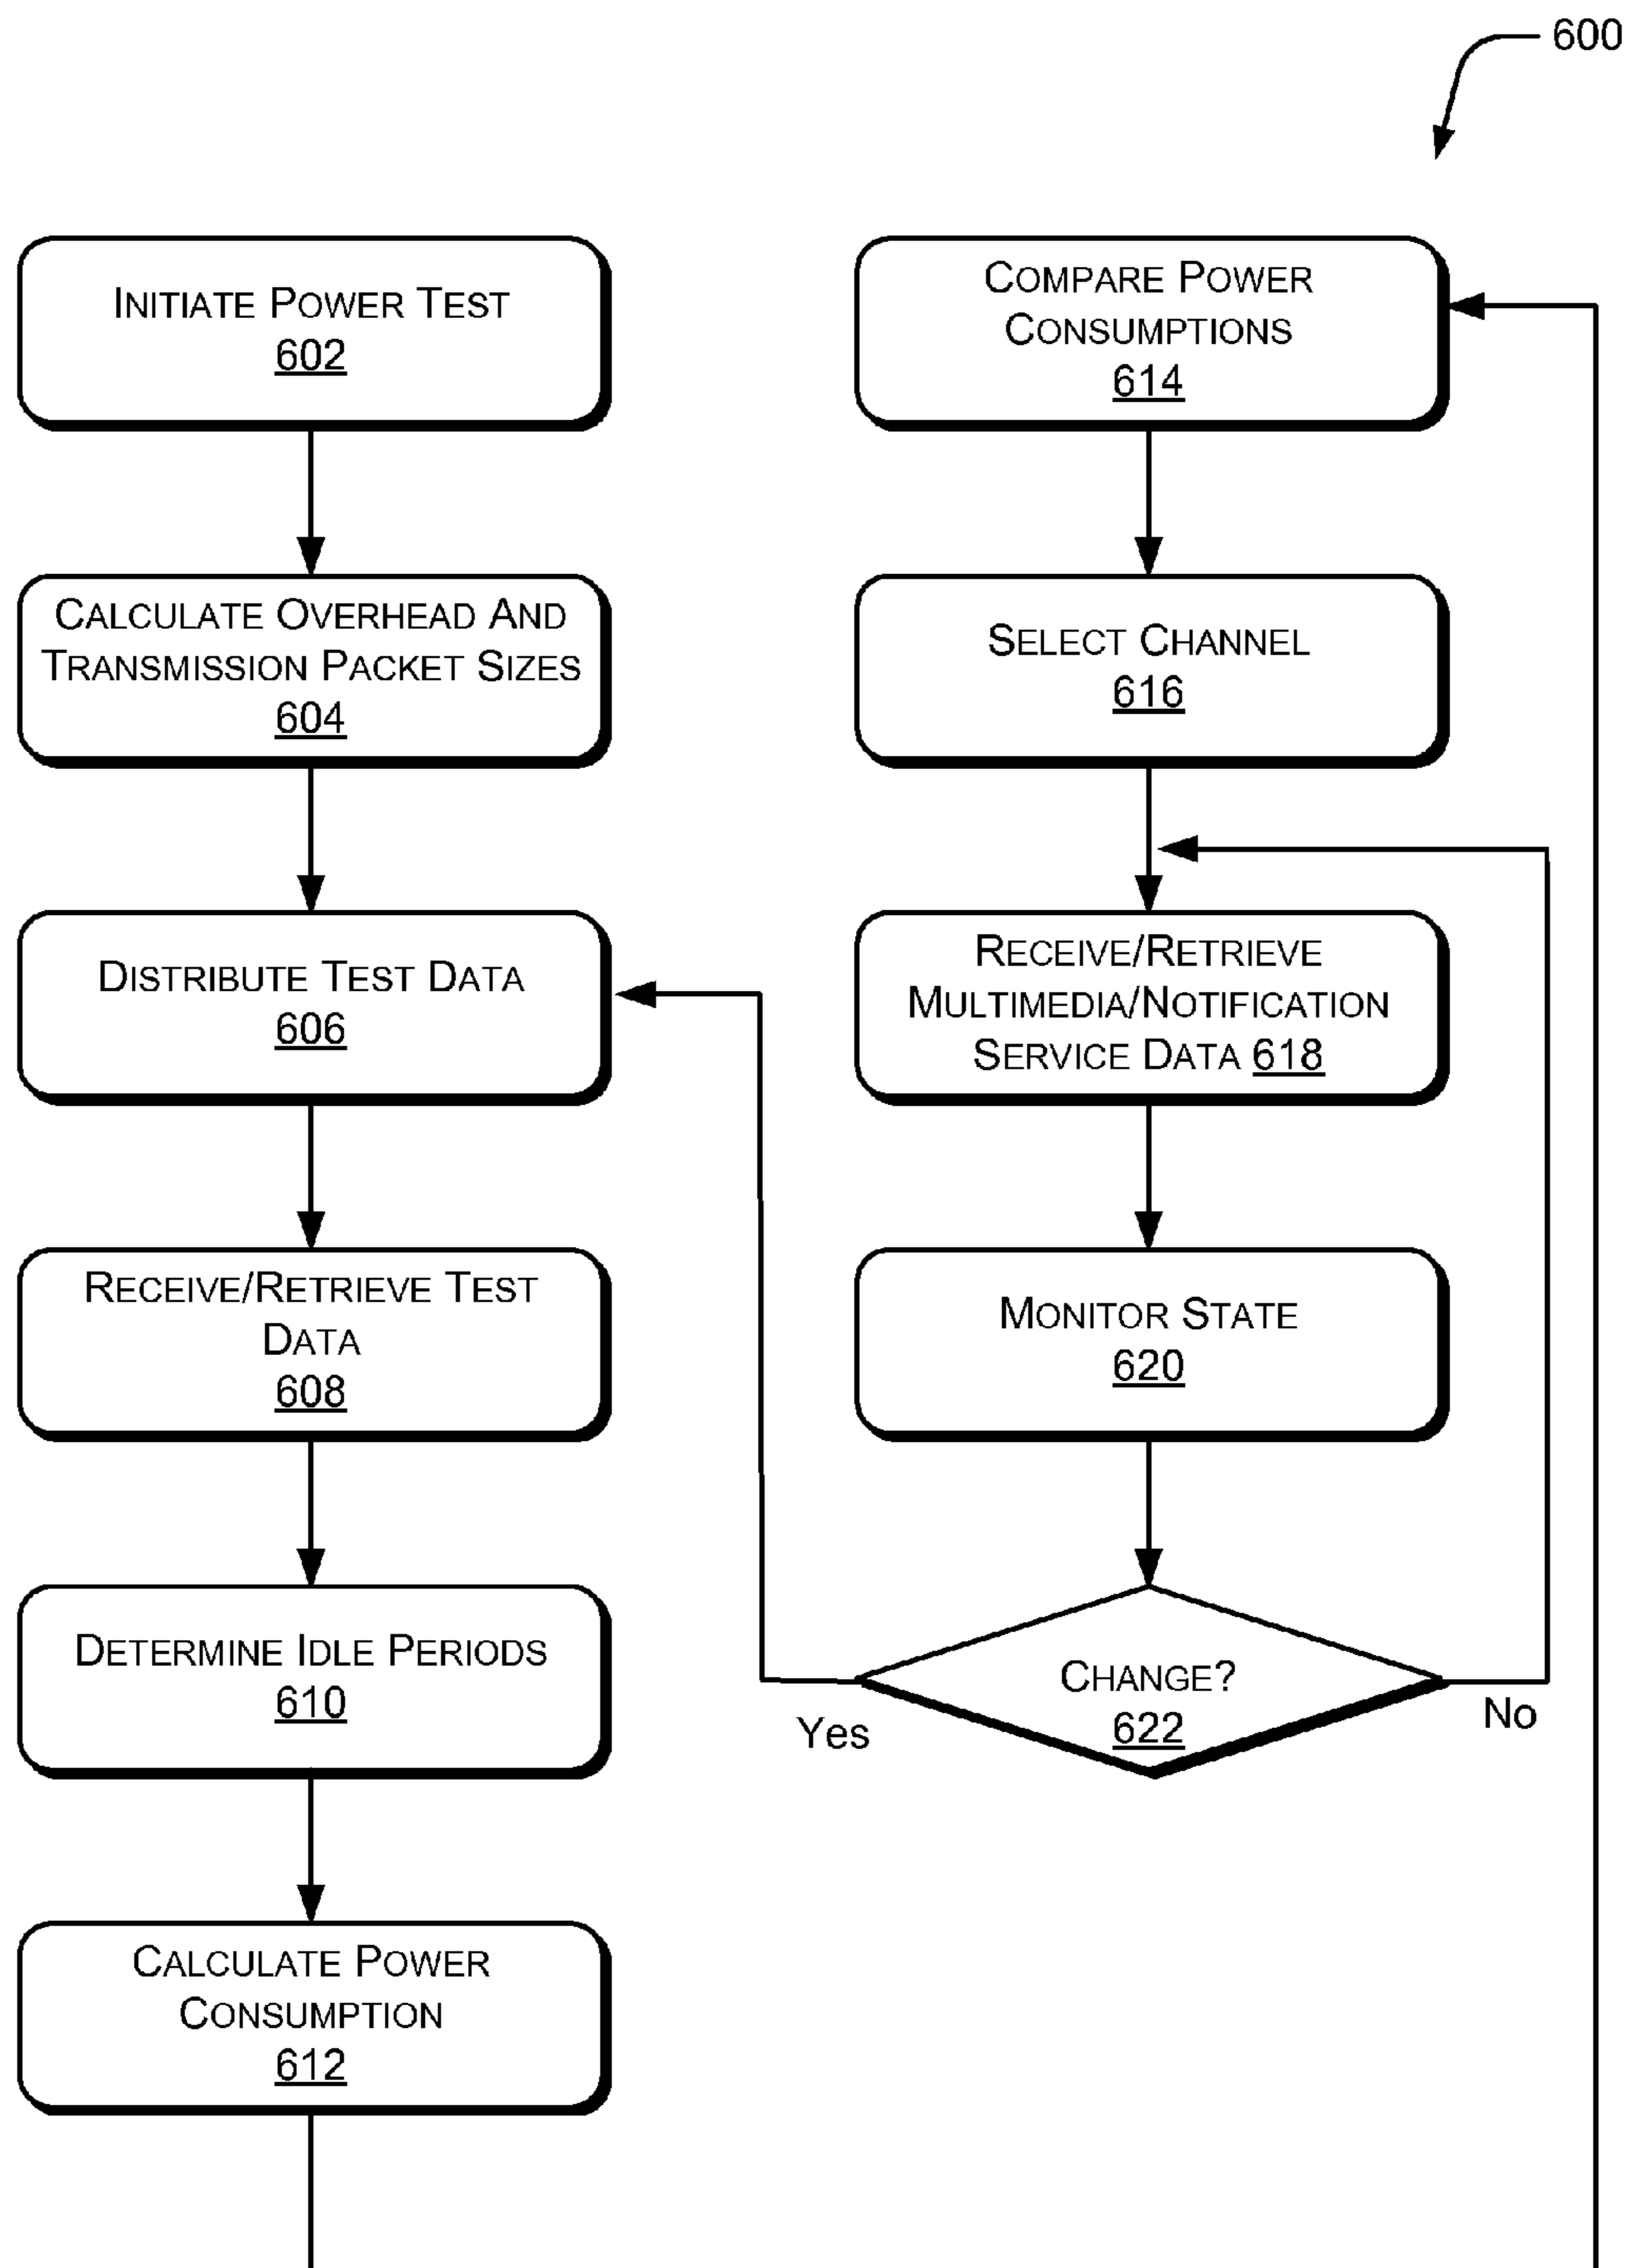 600
INITIATE POWER TEST
602
CALCULATE OVERHEAD AND
TRANSMISSION PACKET SIZES
604
DISTRIBUTE TEST DATA
606
RECEIVE/RETRIEVE TEST
DATA
608
DETERMINE IDLE PERIODS
610
CALCULATE POWER
CONSUMPTION
612
COMPARE POWER
CONSUMPTIONS
614
SELECT CHANNEL
616
RECEIVE/RETRIEVE
MULTIMEDIA/NOTIFICATION
SERVICE DATA 618
MONITOR STATE
620
CHANGE?
622
Yes
No